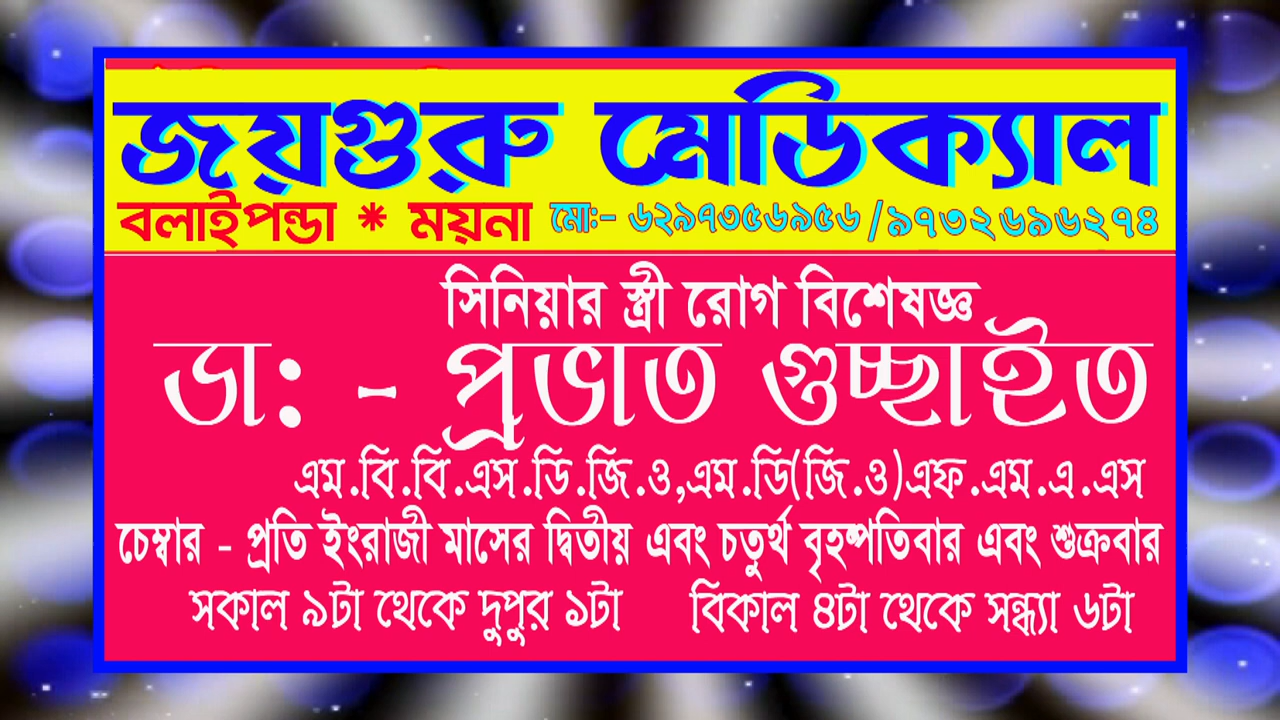 জয়গুরু মেডিক্যাল
বলাইপন্ডা * ময়না মোঃ- ৬২৯৭৩৫৬৯৫৬ /৯৭৩২৬৯৬২৭৪
সিনিয়ার স্ত্রী রোগ বিশেষজ্ঞ
ডা: - প্রভাত গুচ্ছাইত
এম.বি.বি.এস.ডি.জি.ও,এম.ডি(জি.ও)এফ.এম.এ.এস
চেম্বার - প্রতি ইংরাজী মাসের দ্বিতীয় এবং চতুর্থ বৃহষ্পতিবার এবং শুক্রবার
সকাল ৯টা থেকে দুপুর ১টা বিকাল ৪টা থেকে সন্ধ্যা ৬টা